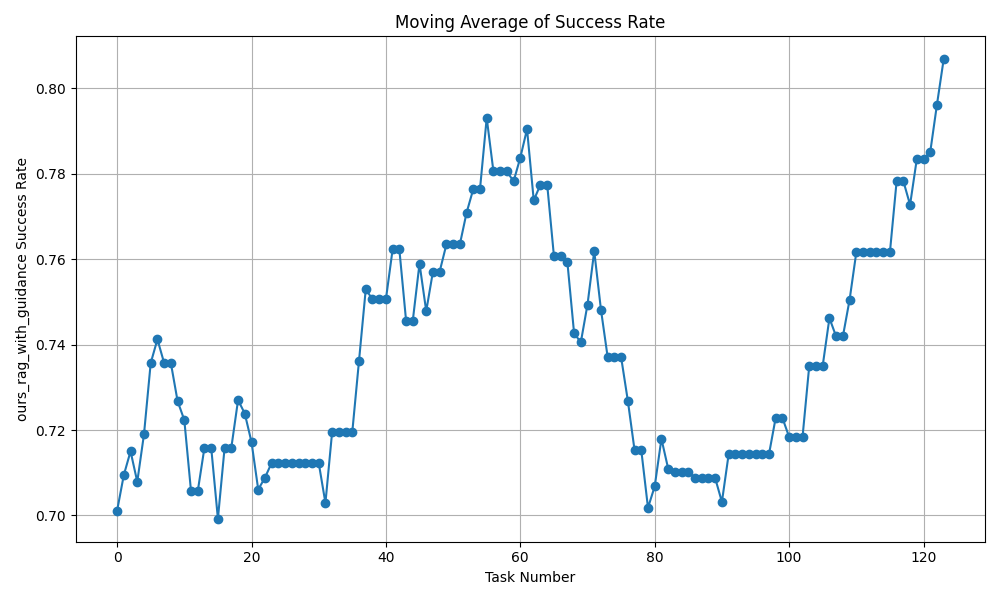 Moving Average of Success Rate
ours_rag_with_guidance Success Rate
0.80
0.78
0.76
0.74
0.72
0.70
0 20 40 60 80 100 120
Task Number